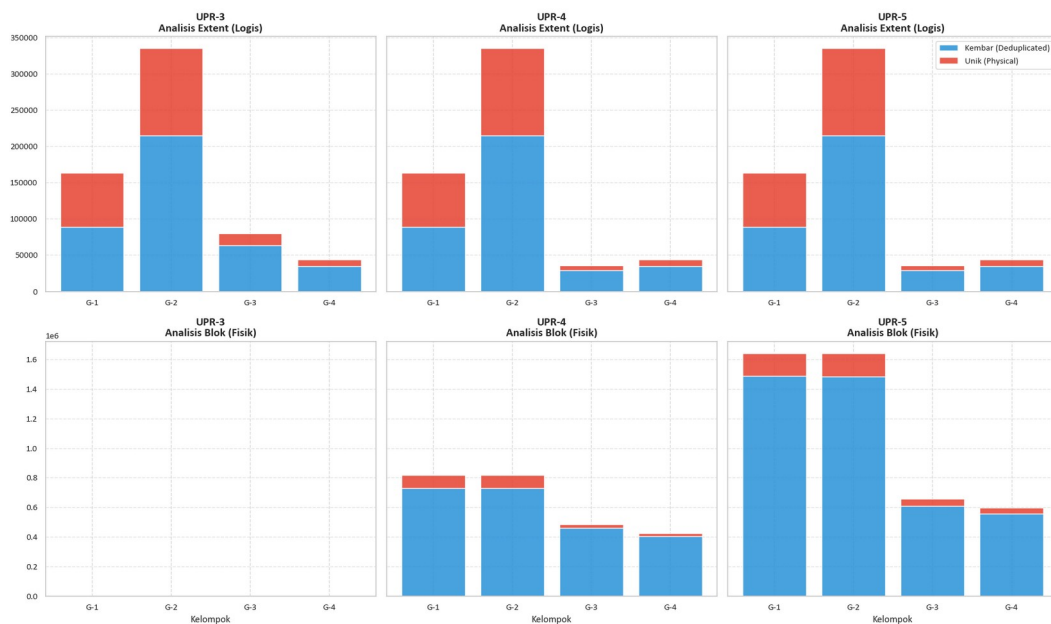 UPR-3
Analisis Extent (Logis)
UPR-4
Analisis Extent (Logis)
UPR-5
Analisis Extent (Logis)
350000
300000
250000
200000
150000
100000
50000
0
Kembar (Deduplicated)
Unik (Physical)
G-1 G-2 G-3 G-4
G-1 G-2 G-3 G-4
G-1 G-2 G-3 G-4
UPR-3
Analisis Blok (Fisik)
UPR-4
Analisis Blok (Fisik)
UPR-5
Analisis Blok (Fisik)
1e6
1.6
1.4
1.2
1.0
0.8
0.6
0.4
0.2
0.0
G-1 G-2 G-3 G-4
G-1 G-2 G-3 G-4
G-1 G-2 G-3 G-4
Kelompok
Kelompok
Kelompok